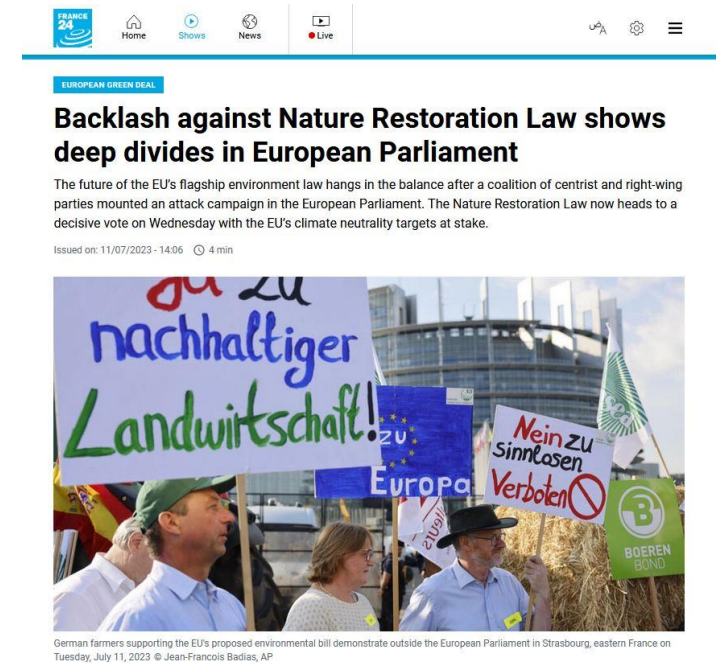 FRANCE
24
Home
Shows
News
Live
ض
A
EUROPEAN GREEN DEAL
Backlash against Nature Restoration Law shows
deep divides in European Parliament
The future of the EU's flagship environment law hangs in the balance after a coalition of centrist and right-wing
parties mounted an attack campaign in the European Parliament. The Nature Restoration Law now heads to a
decisive vote on Wednesday with the EU's climate neutrality targets at stake.
Issued on: 11/07/2023 - 14:06 4 min
Ja zu
nachhaltiger
Landwirtschaft!
zu
Europa
Nein zu
sinnlosen
Verboten
B
BOEREN
BOND
German farmers supporting the EU's proposed environmental bill demonstrate outside the European Parliament in Strasbourg, eastern France on
Tuesday, July 11, 2023 © Jean-Francois Badias, AP